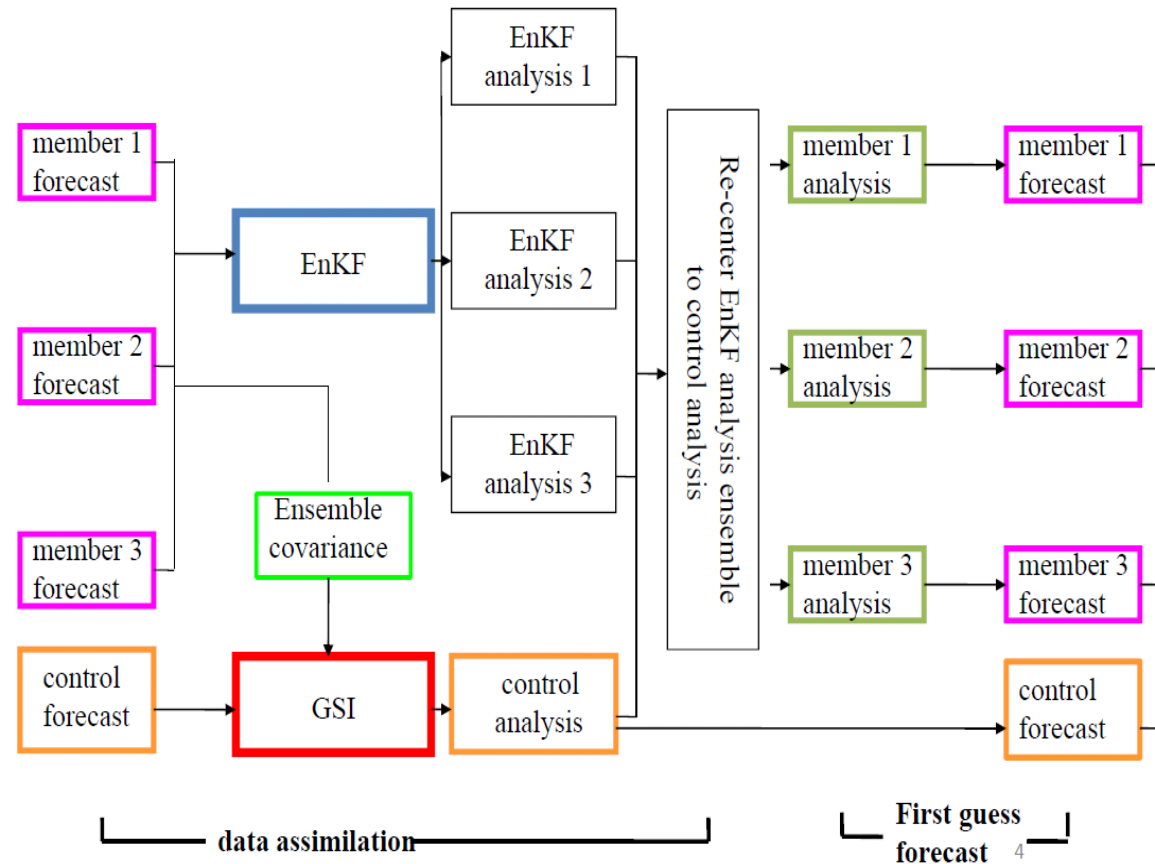 EnKF
analysis 1
member 1
forecast
EnKF
EnKF
analysis 2
member 2
forecast
EnKF
analysis 3
Ensemble
covariance
member 3
forecast
control
forecast
GSI
control
analysis
Re-center EnKF analysis ensemble
to control analysis
member 1
analysis
member 1
forecast
member 2
analysis
member 2
forecast
member 3
analysis
member 3
forecast
control
forecast
data assimilation
First guess
forecast 4